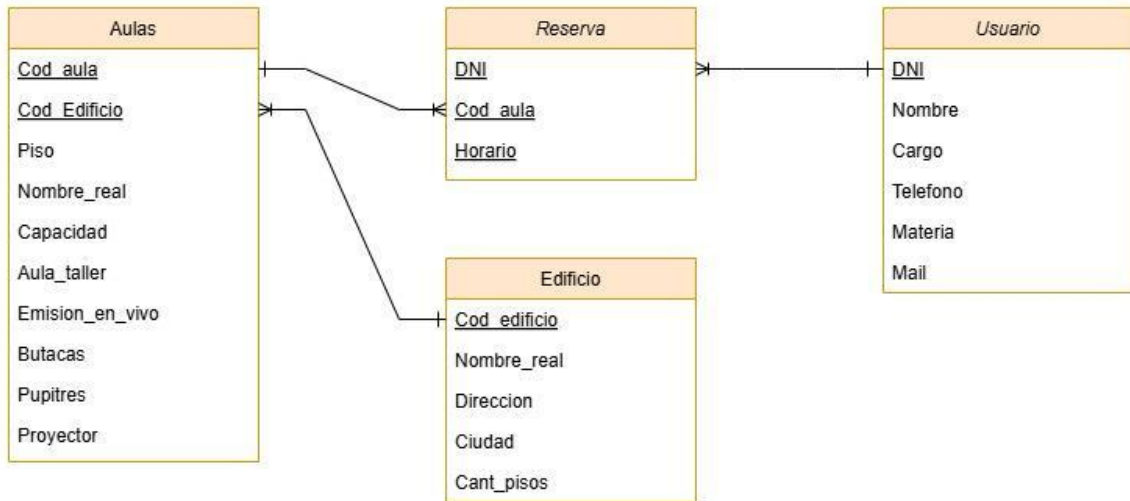 Aulas
Cod_aula
Cod_Edificio
Piso
Nombre_real
Capacidad
Aula_taller
Emision_en_vivo
Butacas
Pupitres
Proyector
Reserva
DNI
Cod_aula
Horario
Usuario
DNI
Nombre
Cargo
Telefono
Materia
Mail
Edificio
Cod_edificio
Nombre_real
Direccion
Ciudad
Cant_pisos